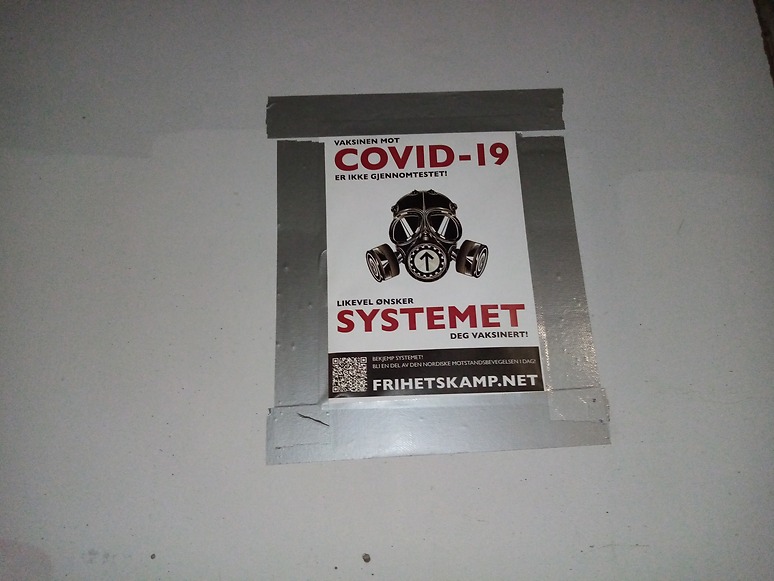 VAKSINEN MOT
COVID-19
ER IKKE GJENNOMTESTET!
LIKEVEL ØNSKER
SYSTEMET
DEG VAKSINERT!
BEKJEMP SYSTEMET!
BLI EN DEL AV DEN NORDISKE MOTSTANDSBEVEGELSEN I DAG!
FRIHETSKAMP.NET